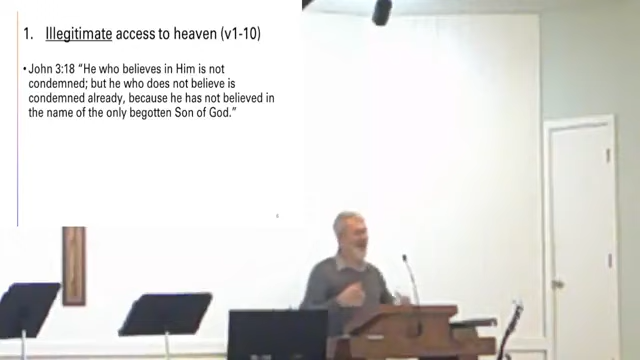 1. Illegitimate access to heaven (v1-10)
• John 3:18 “He who believes in Him is not
condemned; but he who does not believe is
condemned already, because he has not believed in
the name of the only begotten Son of God.”